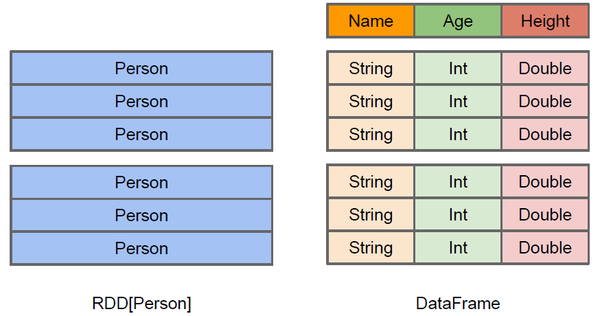 Name Age Height
Person String Int Double
Person String Int Double
Person String Int Double
Person String Int Double
Person String Int Double
Person String Int Double
RDD[Person] DataFrame